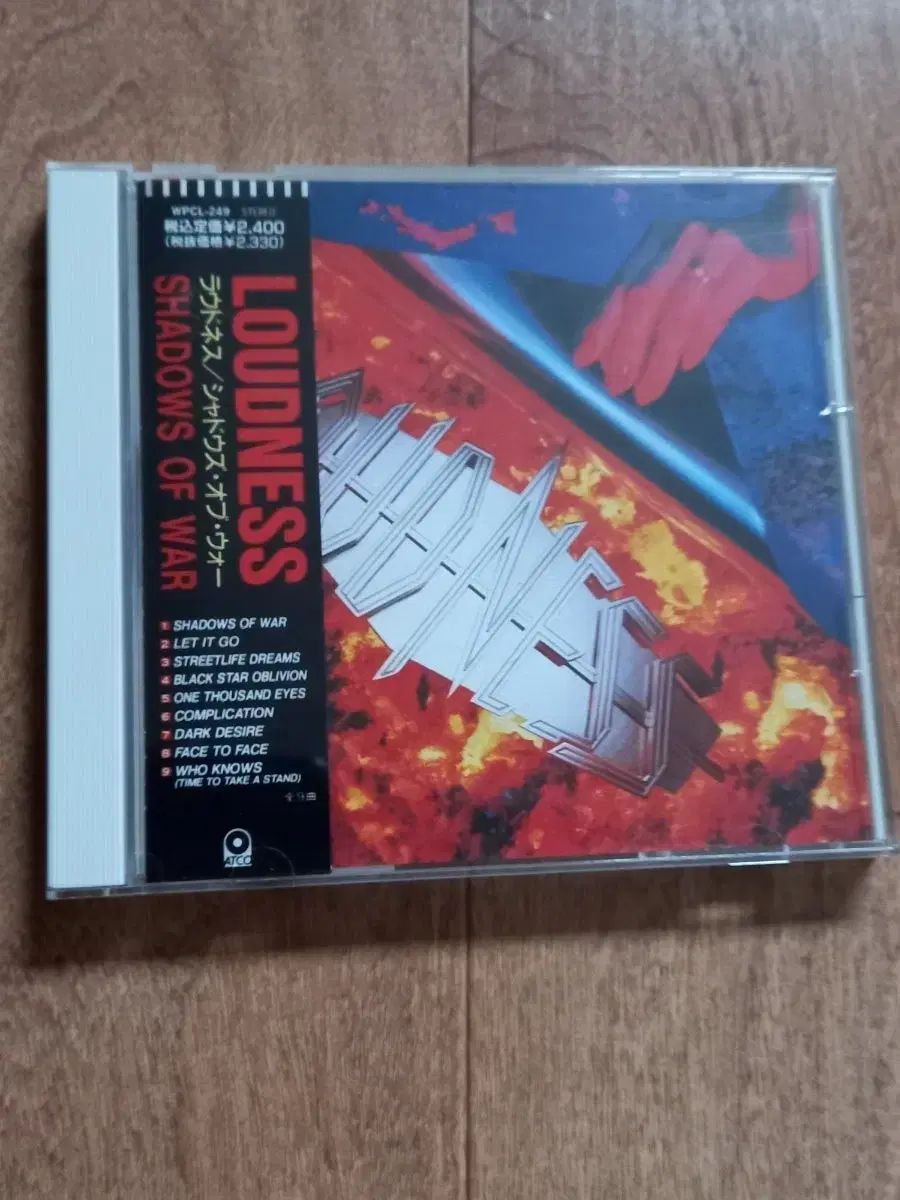 WPCL-249 STEREO
税込定価¥2,400
(税抜価格¥2,330)
LOUDNESS
ラウドネス/シャドウズ・オブ・ウォー
SHADOWS OF WAR
1 SHADOWS OF WAR
2 LET IT GO
3 STREETLIFE DREAMS
4 BLACK STAR OBLIVION
5 ONE THOUSAND EYES
6 COMPLICATION
7 DARK DESIRE
8 FACE TO FACE
9 WHO KNOWS
(TIME TO TAKE A STAND)
全9曲
ATCO
LOUDNESS